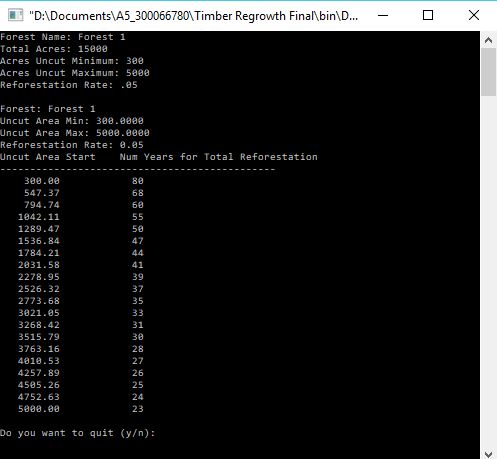 "D:\Documents\A5_300066780\Timber Regrowth Final\bin\D...
Forest Name: Forest 1
Total Acres: 15000
Acres Uncut Minimum: 300
Acres Uncut Maximum: 5000
Reforestation Rate: .05
Forest: Forest 1
Uncut Area Min: 300.0000
Uncut Area Max: 5000.0000
Reforestation Rate: 0.05
Uncut Area Start    Num Years for Total Reforestation
---------------------------------------------
300.00    80
547.37    68
794.74    60
1042.11    55
1289.47    50
1536.84    47
1784.21    44
2031.58    41
2278.95    39
2526.32    37
2773.68    35
3021.05    33
3268.42    31
3515.79    30
3763.16    28
4010.53    27
4257.89    26
4505.26    25
4752.63    24
5000.00    23
Do you want to quit (y/n):